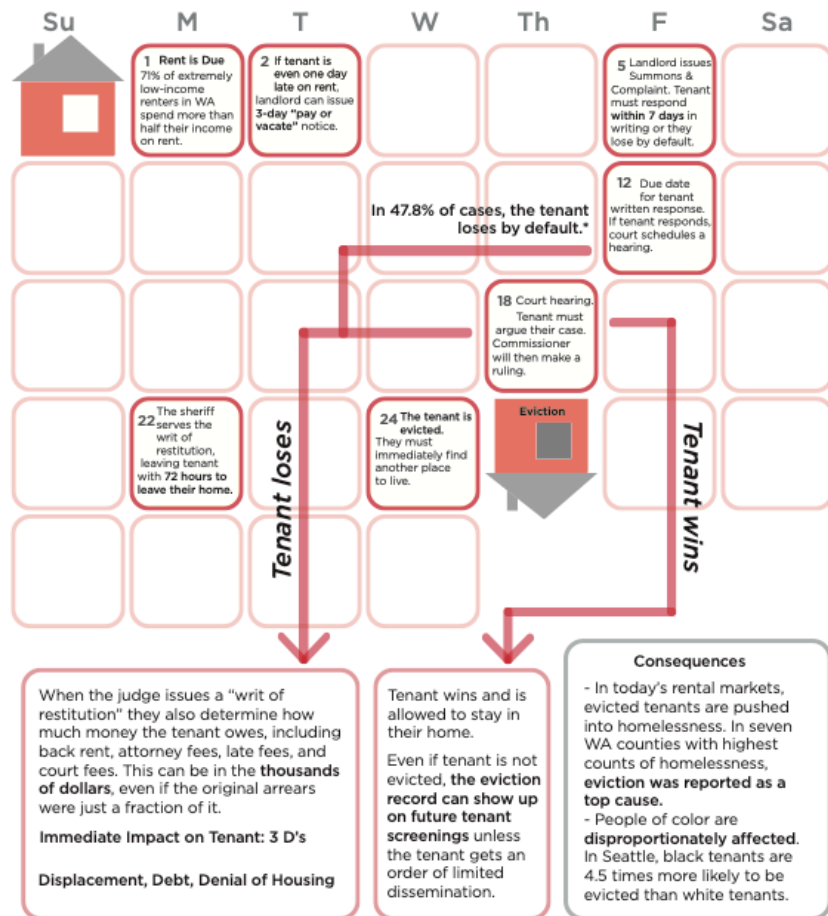 Su M T W Th F Sa
1 Rent is Due
71% of extremely
low-income
renters in WA
spend more than
half their income
on rent.
2 If tenant is
even one day
late on rent,
landlord can issue
3-day “pay or
vacate” notice.
5 Landlord issues
Summons &
Complaint. Tenant
must respond
within 7 days in
writing or they
lose by default.
In 47.8% of cases, the tenant
loses by default.*
12 Due date
for tenant
written response.
If tenant responds,
court schedules a
hearing.
18 Court hearing.
Tenant must
argue their case.
Commissioner
will then make a
ruling.
22 The sheriff
serves the
writ of
restitution,
leaving tenant
with 72 hours to
leave their home.
24 The tenant is
evicted.
They must
immediately find
another place
to live.
Eviction
Tenant loses
Tenant wins
When the judge issues a “writ of
restitution” they also determine how
much money the tenant owes, including
back rent, attorney fees, late fees, and
court fees. This can be in the thousands
of dollars, even if the original arrears
were just a fraction of it.
Immediate Impact on Tenant: 3 D’s
Displacement, Debt, Denial of Housing
Tenant wins and is
allowed to stay in
their home.
Even if tenant is not
evicted, the eviction
record can show up
on future tenant
screenings unless
the tenant gets an
order of limited
dissemination.
Consequences
- In today’s rental markets,
evicted tenants are pushed
into homelessness. In seven
WA counties with highest
counts of homelessness,
eviction was reported as a
top cause.
- People of color are
disproportionately affected.
In Seattle, black tenants are
4.5 times more likely to be
evicted than white tenants.